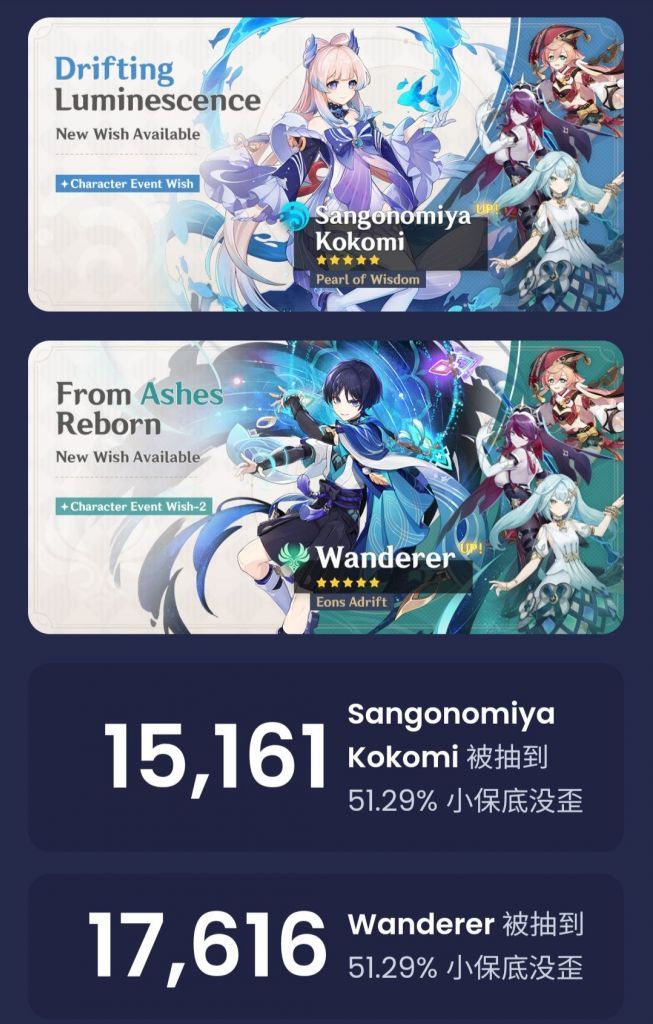 Drifting
Luminescence
New Wish Available
Character Event Wish
Sangonomiya UP!
Kokomi
Pearl of Wisdom
From Ashes
Reborn
New Wish Available
Character Event Wish-2
Wanderer UP!
Eons Adrift
15,161
Sangonomiya
Kokomi 被抽到
51.29% 小保底没歪
17,616
Wanderer 被抽到
51.29% 小保底没歪